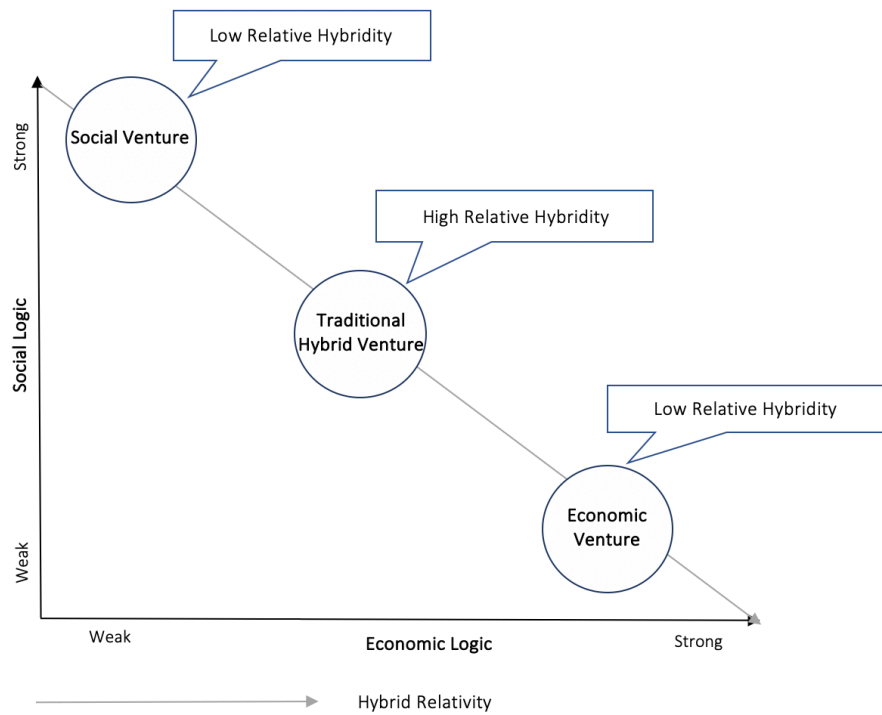 Low Relative Hybridity
Strong
Social Venture
High Relative Hybridity
Social Logic
Traditional
Hybrid Venture
Low Relative Hybridity
Economic
Venture
Weak
Weak
Economic Logic
Strong
Hybrid Relativity